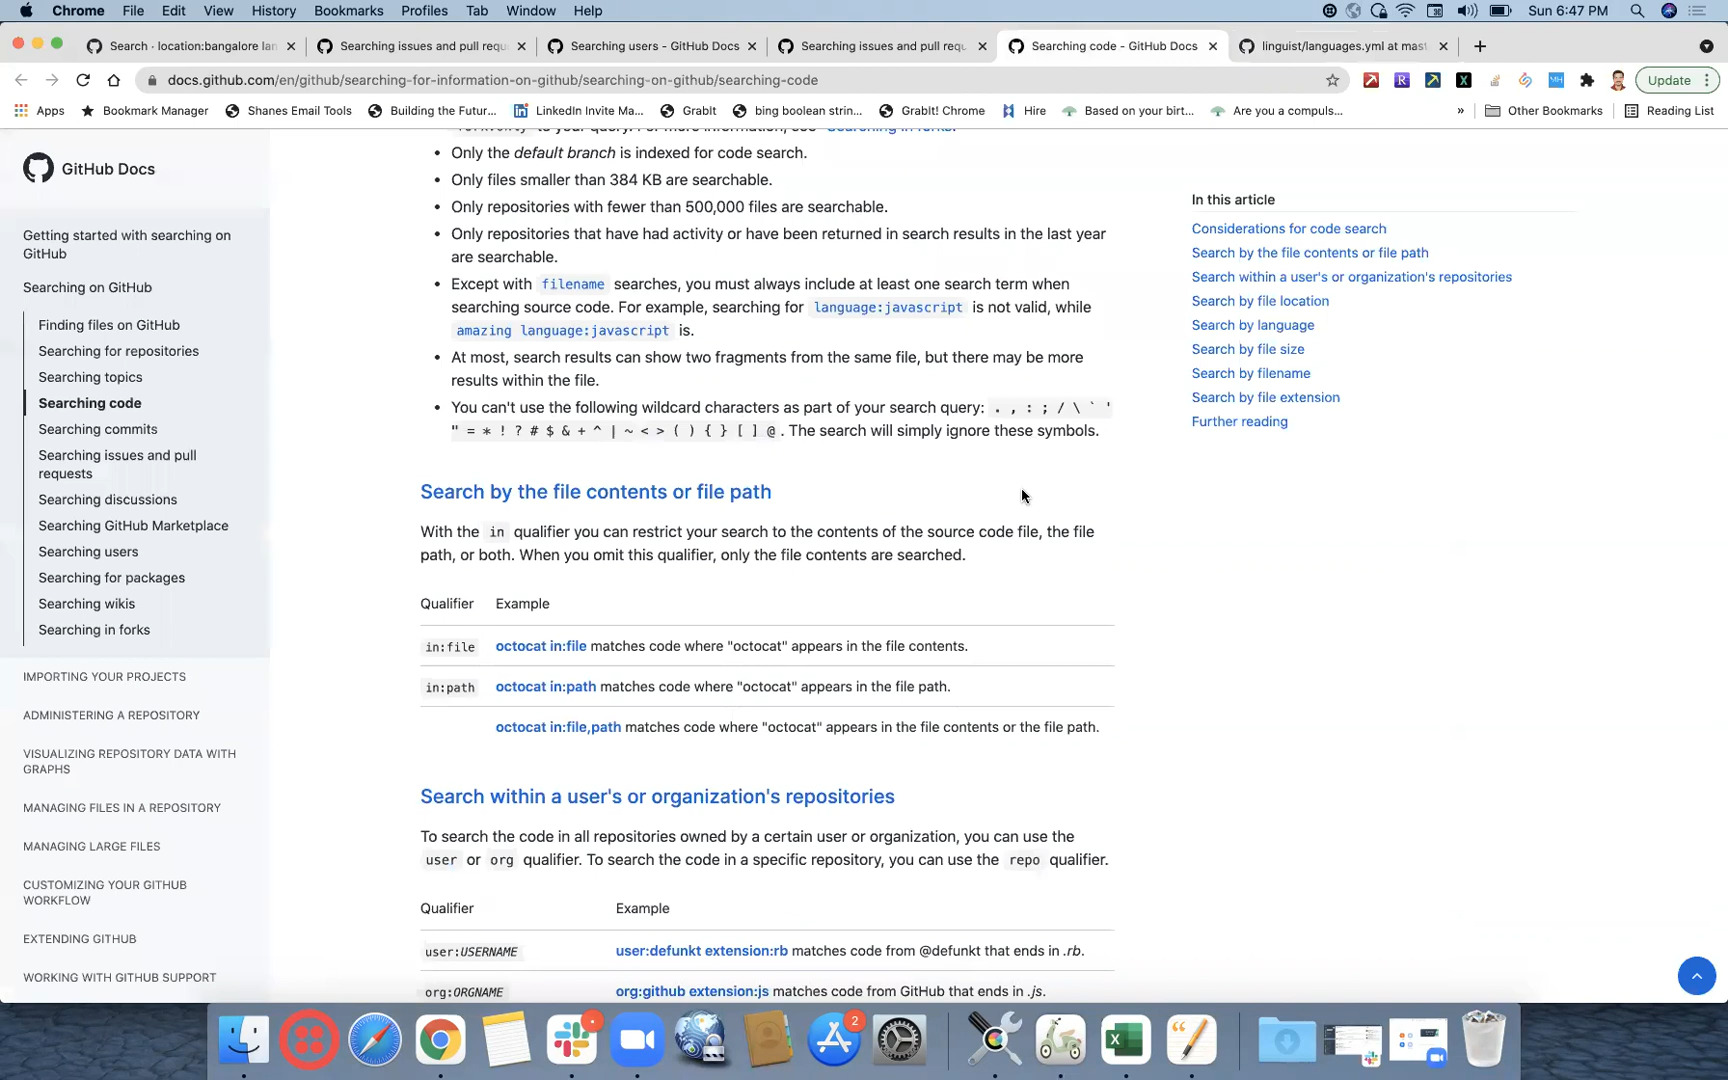 Chrome File Edit View History Bookmarks Profiles Tab Window Help Sun 6:47 PM
Search · location:bangalore lan
Searching issues and pull requ
Searching users - GitHub Docs
Searching issues and pull requ
Searching code - GitHub Docs
linguist/languages.yml at mast
docs.github.com/en/github/searching-for-information-on-github/searching-on-github/searching-code
Update
Apps
Bookmark Manager
Shanes Email Tools
Building the Futur...
LinkedIn Invite Ma...
GrabIt
bing boolean strin...
GrabIt! Chrome
Hire
Based on your birt...
Are you a compuls...
»
Other Bookmarks
Reading List
GitHub Docs
Getting started with searching on
GitHub
Searching on GitHub
Finding files on GitHub
Searching for repositories
Searching topics
Searching code
Searching commits
Searching issues and pull
requests
Searching discussions
Searching GitHub Marketplace
Searching users
Searching for packages
Searching wikis
Searching in forks
IMPORTING YOUR PROJECTS
ADMINISTERING A REPOSITORY
VISUALIZING REPOSITORY DATA WITH
GRAPHS
MANAGING FILES IN A REPOSITORY
MANAGING LARGE FILES
CUSTOMIZING YOUR GITHUB
WORKFLOW
EXTENDING GITHUB
WORKING WITH GITHUB SUPPORT
to your query. For more information, see "Searching in forks."
• Only the default branch is indexed for code search.
• Only files smaller than 384 KB are searchable.
• Only repositories with fewer than 500,000 files are searchable.
• Only repositories that have had activity or have been returned in search results in the last year
are searchable.
• Except with filename searches, you must always include at least one search term when
searching source code. For example, searching for language:javascript is not valid, while
amazing language:javascript is.
• At most, search results can show two fragments from the same file, but there may be more
results within the file.
• You can't use the following wildcard characters as part of your search query: . , : ; / \ ` '
" = * ! ? # $ & + ^ | ~ < > ( ) { } [ ] @ . The search will simply ignore these symbols.
Search by the file contents or file path
With the in qualifier you can restrict your search to the contents of the source code file, the file
path, or both. When you omit this qualifier, only the file contents are searched.
Qualifier Example
in:file octocat in:file matches code where "octocat" appears in the file contents.
in:path octocat in:path matches code where "octocat" appears in the file path.
octocat in:file,path matches code where "octocat" appears in the file contents or the file path.
Search within a user's or organization's repositories
To search the code in all repositories owned by a certain user or organization, you can use the
user or org qualifier. To search the code in a specific repository, you can use the repo qualifier.
Qualifier Example
user:USERNAME user:defunkt extension:rb matches code from @defunkt that ends in .rb.
org:ORGNAME org:github extension:js matches code from GitHub that ends in .js.
In this article
Considerations for code search
Search by the file contents or file path
Search within a user's or organization's repositories
Search by file location
Search by language
Search by file size
Search by filename
Search by file extension
Further reading
2